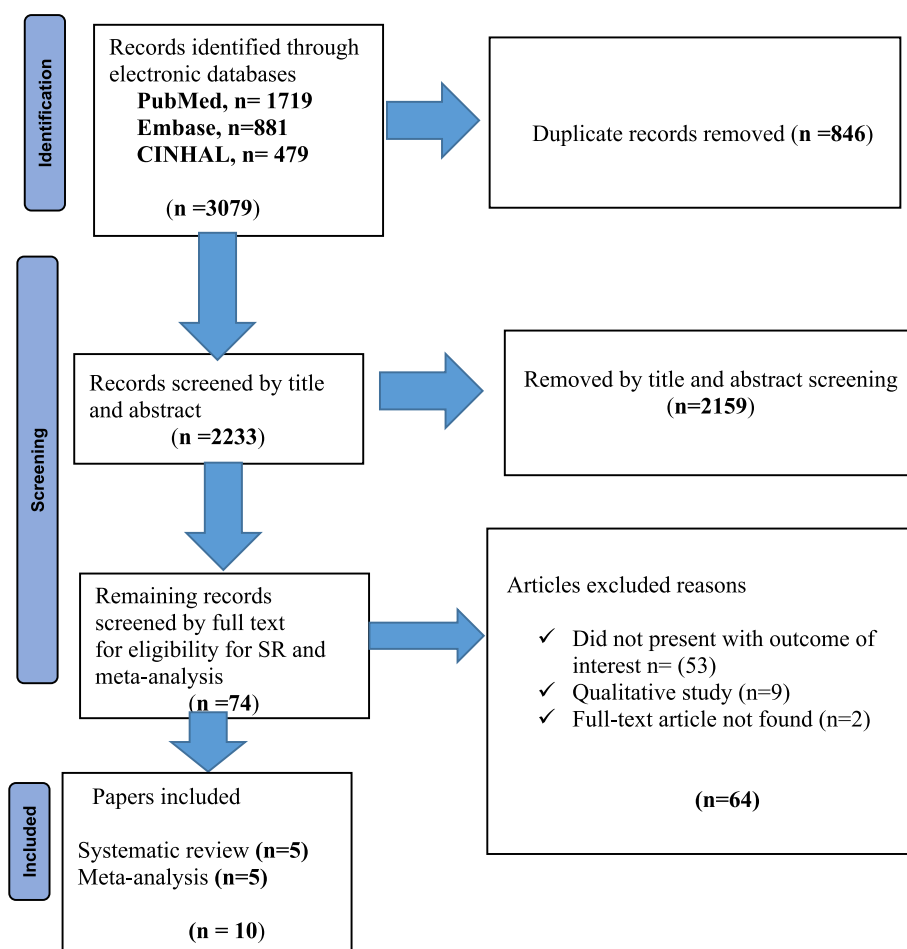 Identification
Records identified through
electronic databases
PubMed, n= 1719
Embase, n=881
CINHAL, n= 479
(n =3079)
Duplicate records removed (n =846)
Screening
Records screened by title
and abstract
(n =2233)
Removed by title and abstract screening
(n=2159)
Remaining records
screened by full text
for eligibility for SR and
meta-analysis
(n =74)
Articles excluded reasons
✓ Did not present with outcome of
interest n= (53)
✓ Qualitative study (n=9)
✓ Full-text article not found (n=2)
(n=64)
Included
Papers included
Systematic review (n=5)
Meta-analysis (n=5)
(n = 10)